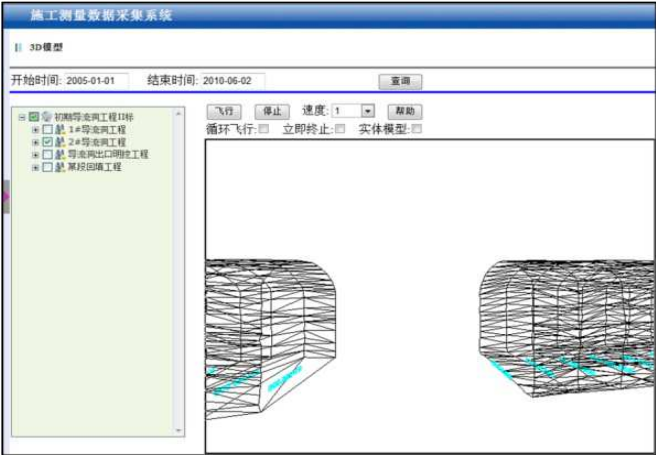 施工测量数据采集系统
3D模型
开始时间: 2005-01-01 结束时间: 2010-06-02 查询
飞行 停止 速度: 1 帮助
循环飞行: 立即终止: 实体模型:
初期导流洞工程II标
1#导流洞工程
2#导流洞工程
导流洞出口明挖工程
某段回填工程